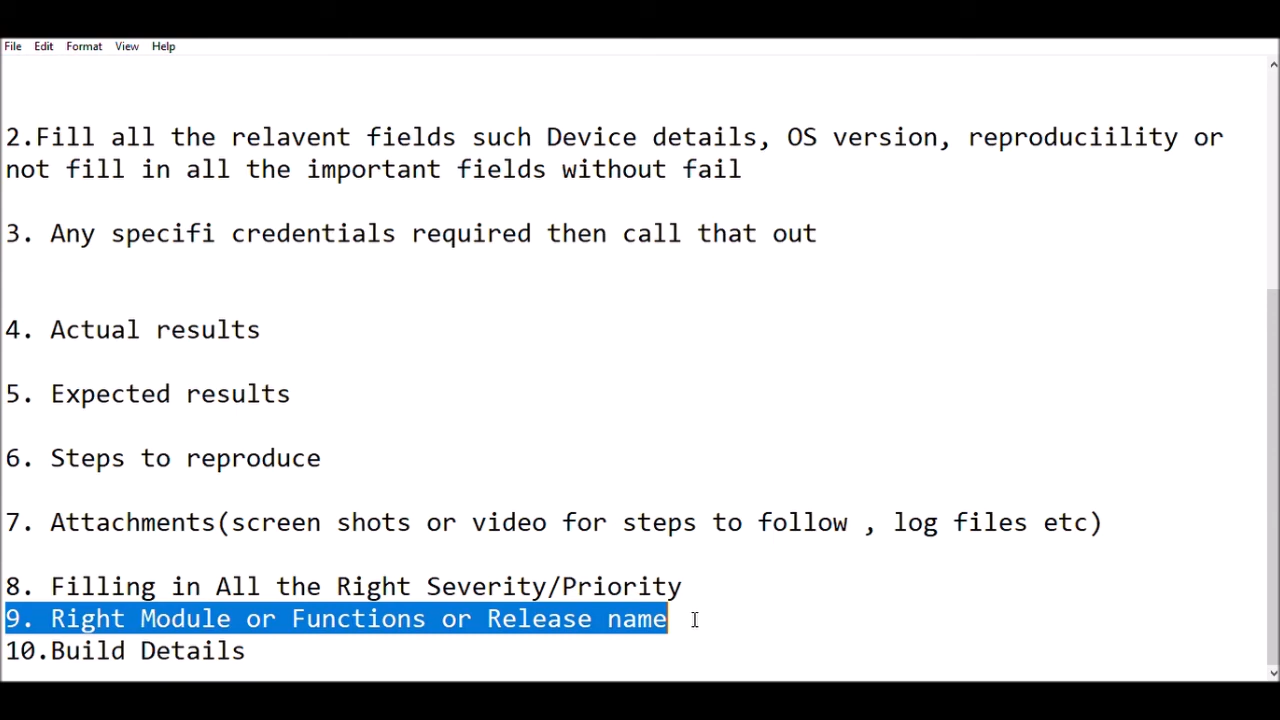 File Edit Format View Help
2.Fill all the relavent fields such Device details, OS version, reproduciility or
not fill in all the important fields without fail
3. Any specifi credentials required then call that out
4. Actual results
5. Expected results
6. Steps to reproduce
7. Attachments(screen shots or video for steps to follow , log files etc)
8. Filling in All the Right Severity/Priority
9. Right Module or Functions or Release name
10.Build Details